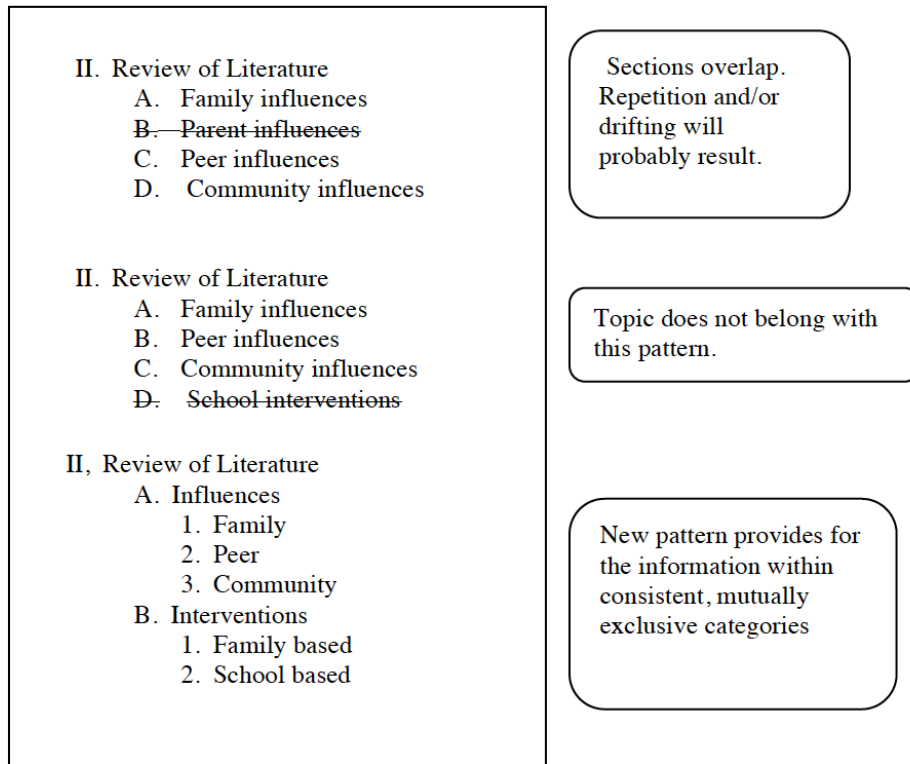 II. Review of Literature
A. Family influences
B. Parent influences
C. Peer influences
D. Community influences
Sections overlap.
Repetition and/or
drifting will
probably result.
II. Review of Literature
A. Family influences
B. Peer influences
C. Community influences
D. School interventions
Topic does not belong with
this pattern.
II, Review of Literature
A. Influences
1. Family
2. Peer
3. Community
B. Interventions
1. Family based
2. School based
New pattern provides for
the information within
consistent, mutually
exclusive categories